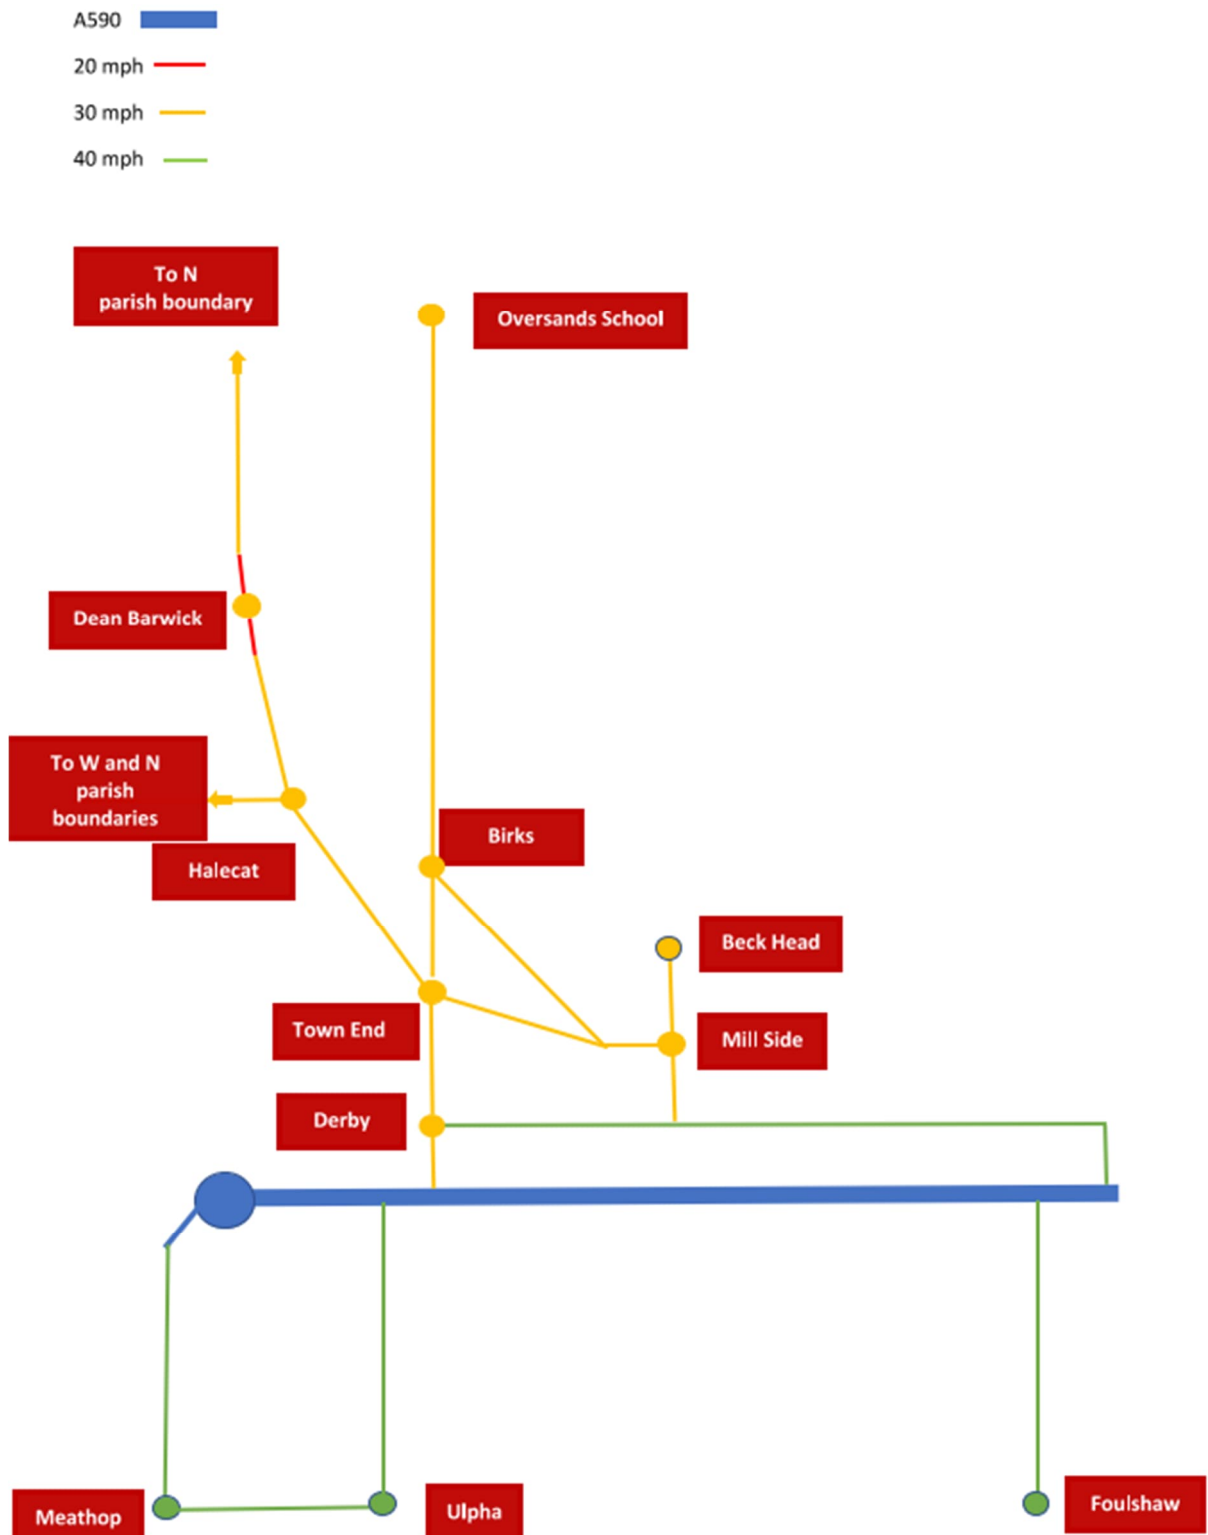 A590
20 mph
30 mph
40 mph
To N
parish boundary
Oversands School
Dean Barwick
To W and N
parish
boundaries
Birks
Halecat
Beck Head
Town End
Mill Side
Derby
Meathop
Ulpha
Foulshaw